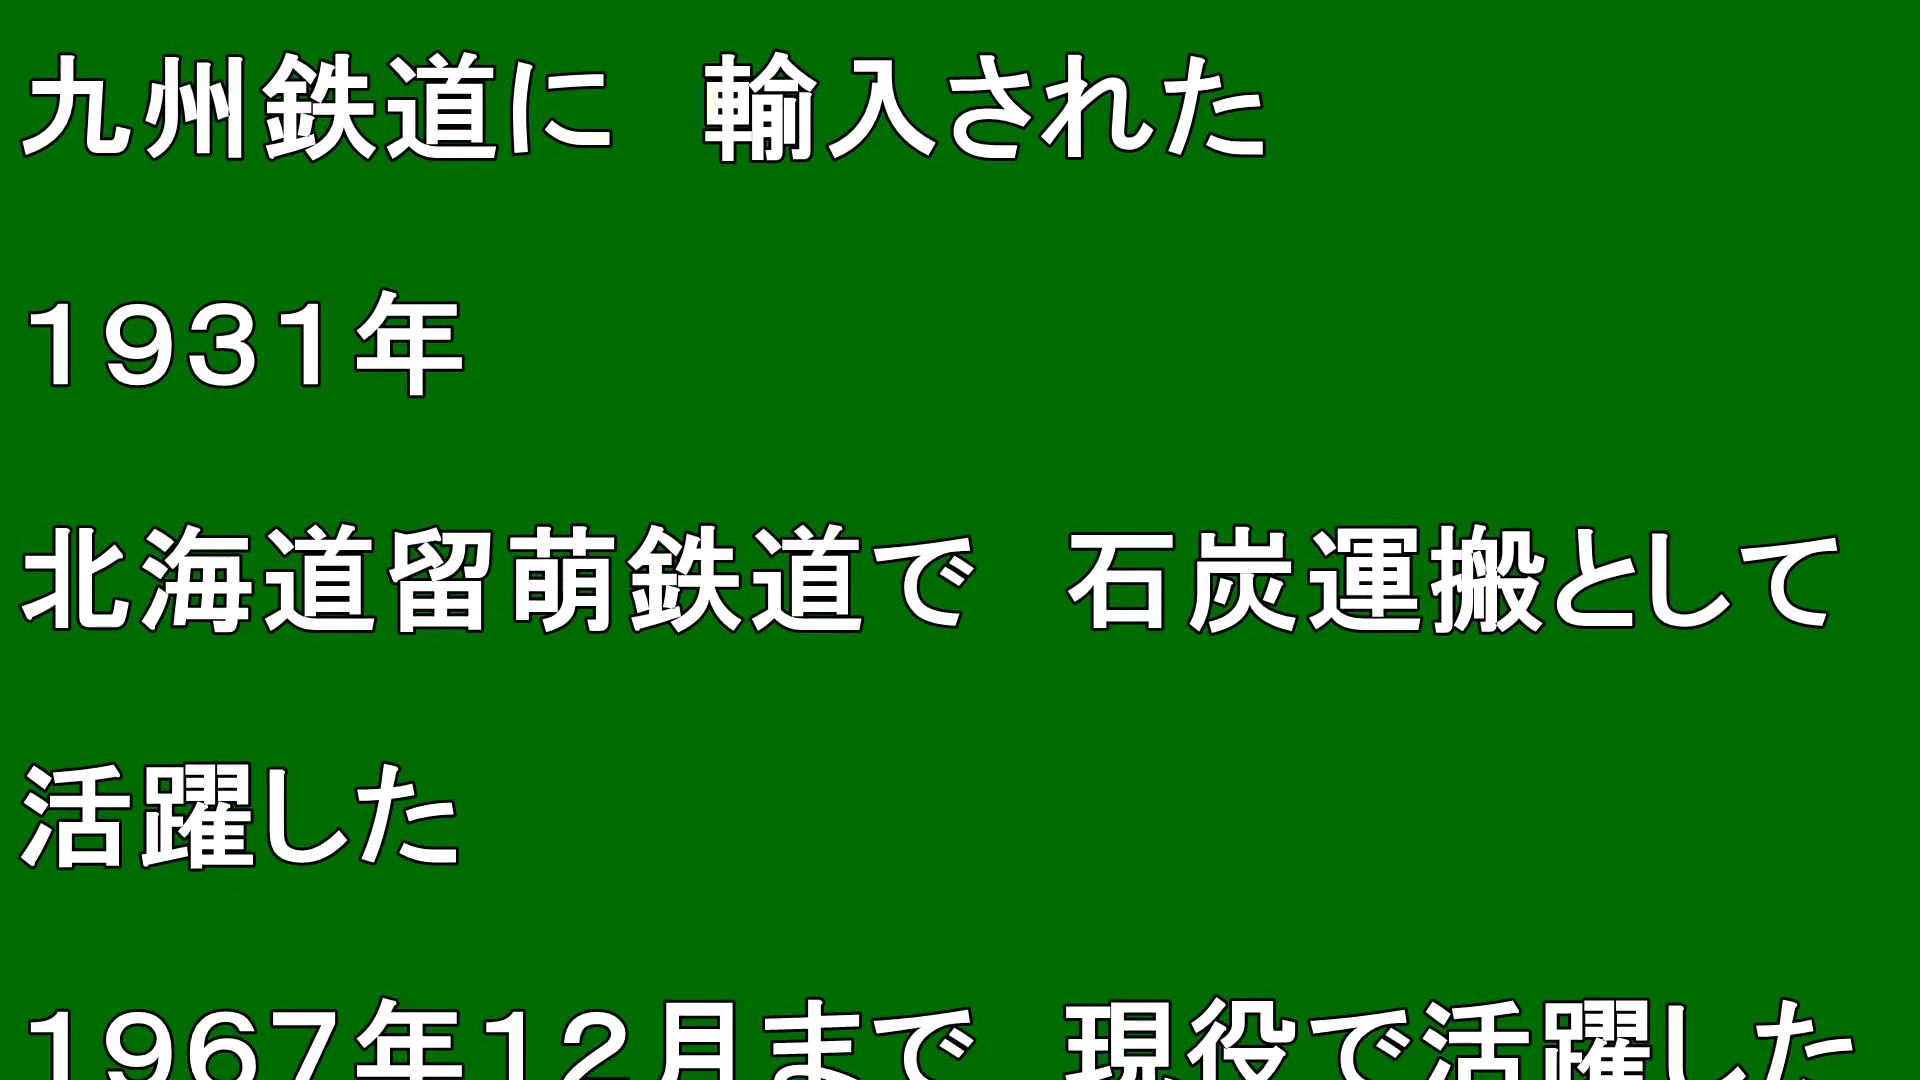 九州鉄道に　輸入された
１９３１年
北海道留萌鉄道で　石炭運搬として
活躍した
１９６７年１２月まで　現役で活躍した